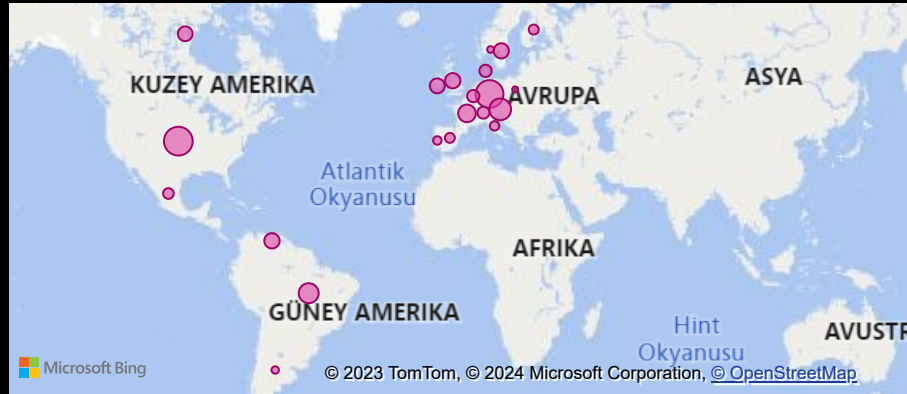 KUZEY AMERIKA
AVRUPA
ASYA
Atlantik
Okyanusu
AFRIKA
GÜNEY AMERIKA
Hint
Okyanusu
AVUSTR
Microsoft Bing
© 2023 TomTom, © 2024 Microsoft Corporation, © OpenStreetMap